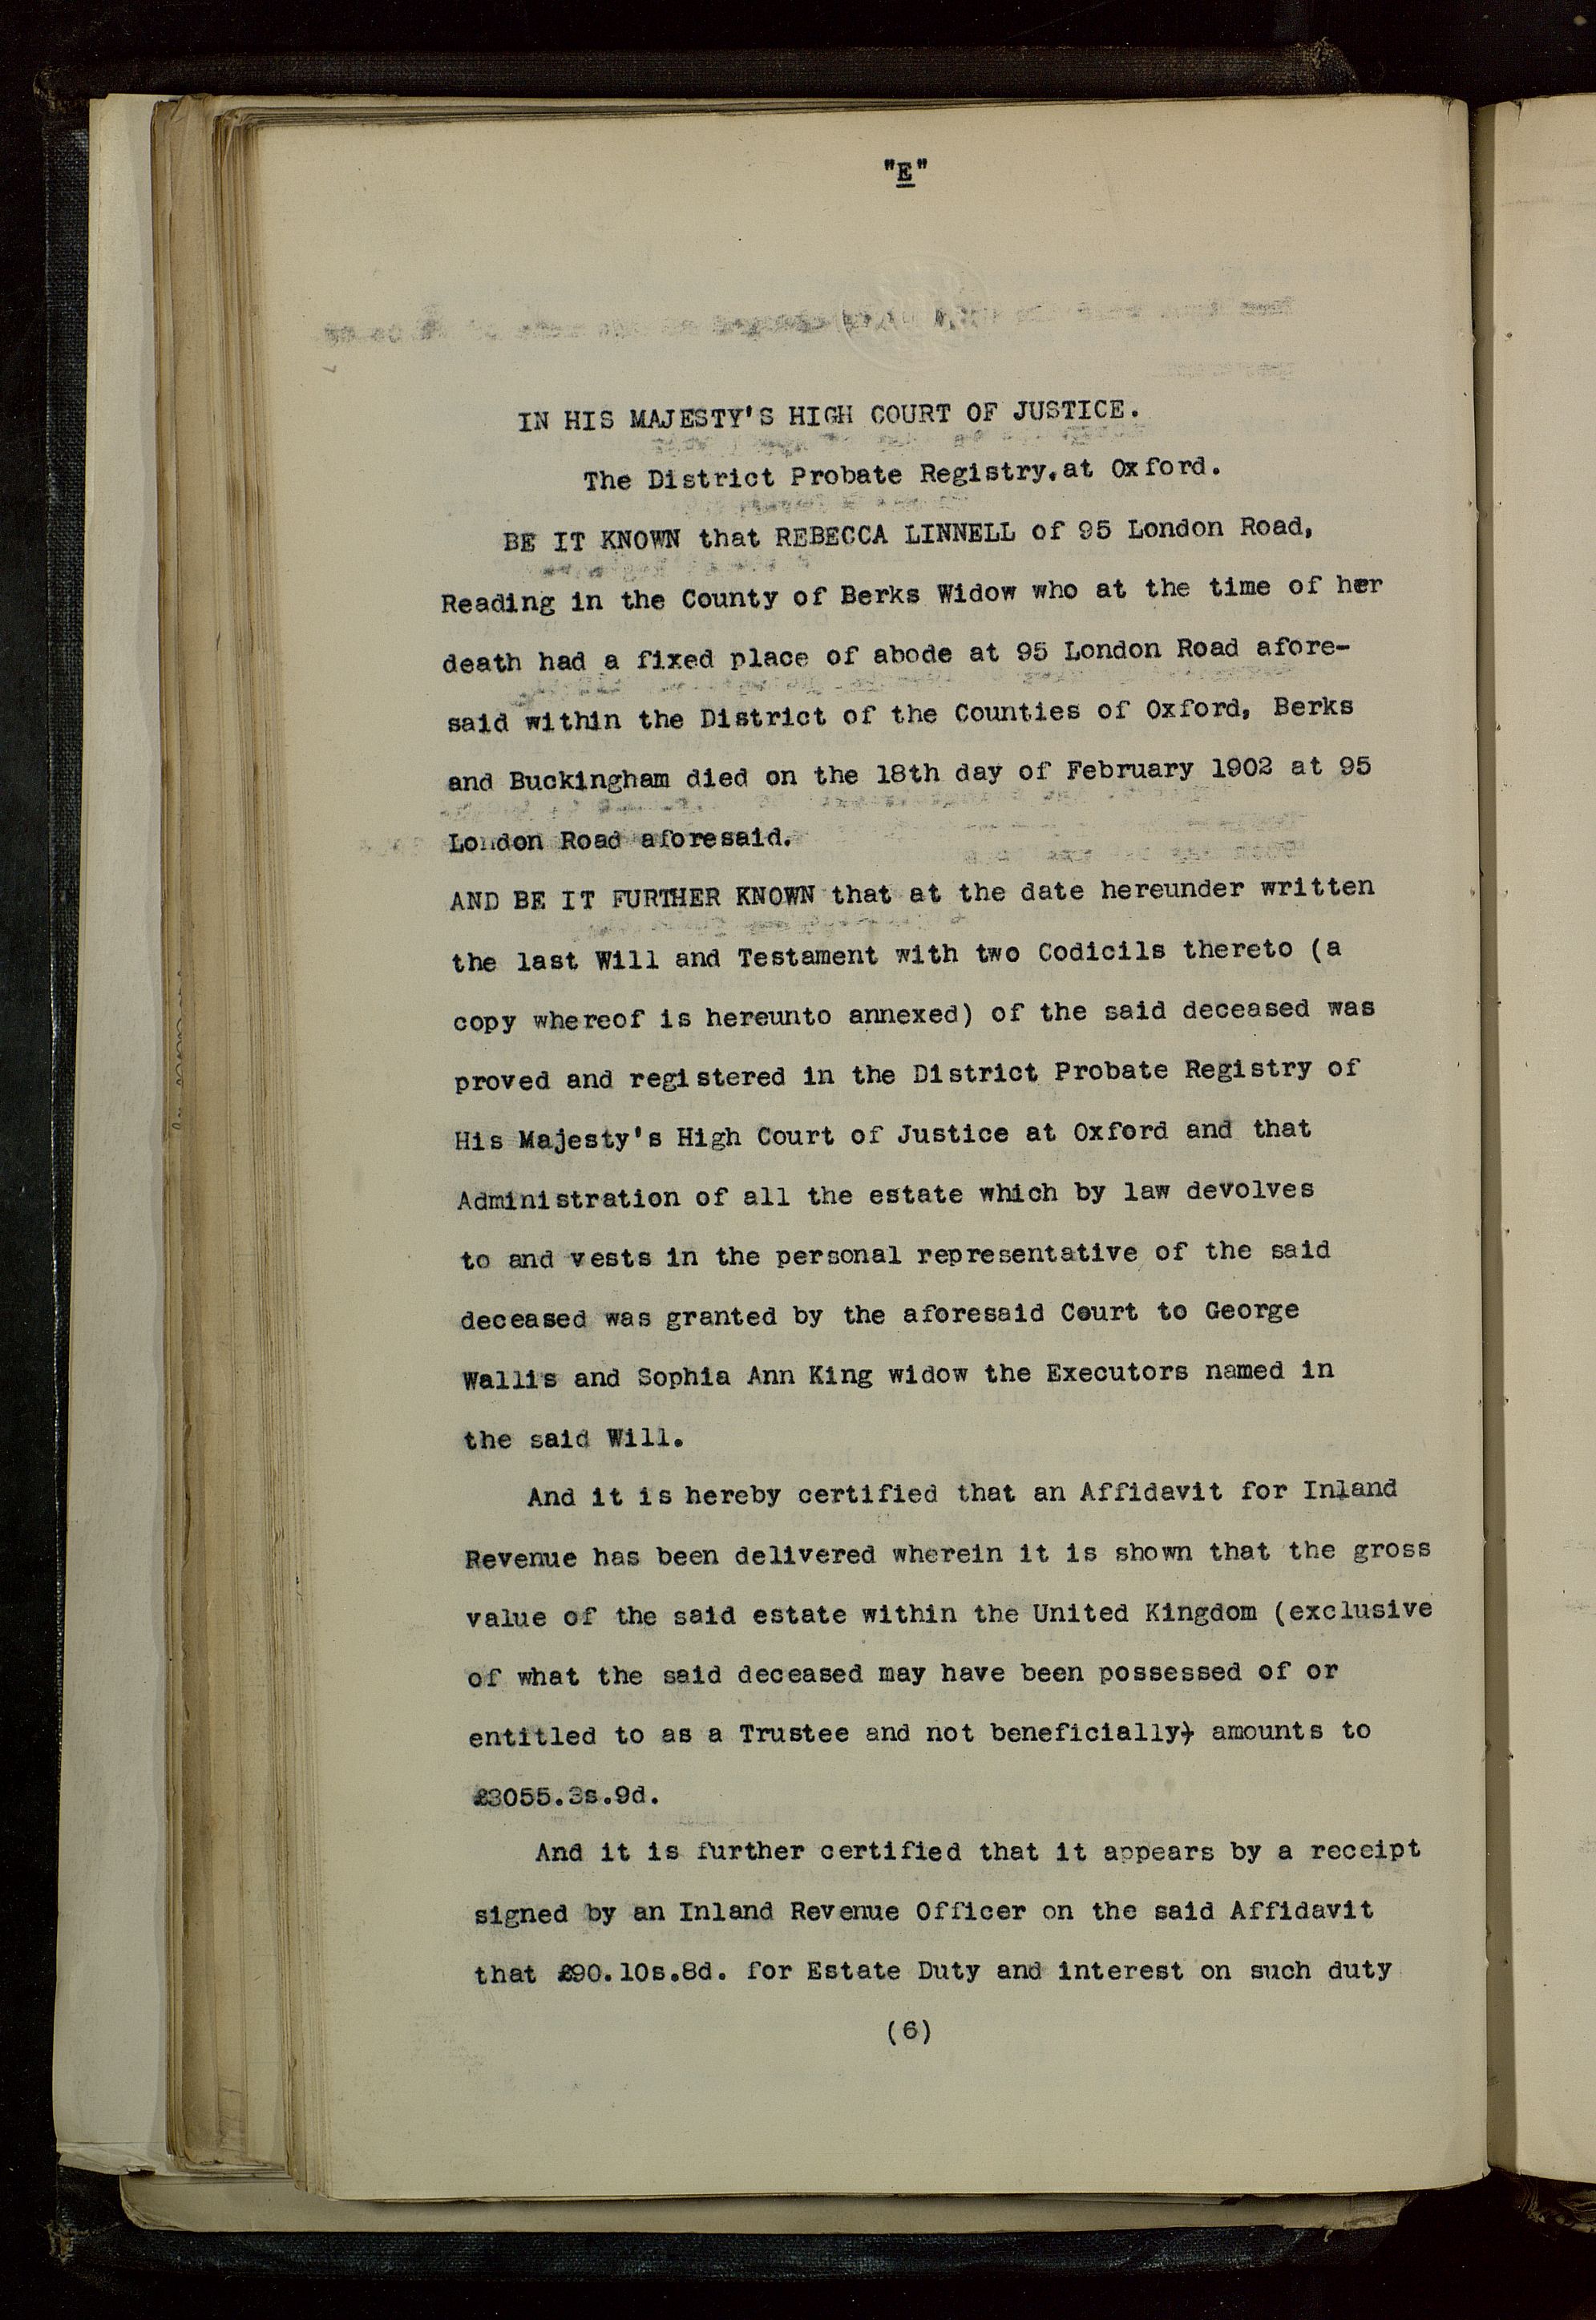 "E"
IN HIS MAJESTY'S HIGH COURT OF JUSTICE.
The District Probate Registry.at Oxford.
BE IT KNOWN that REBECCA LINNELL of 95 London Road,
Reading in the County of Berks Widow who at the time of her
death had a fixed place of abode at 95 London Road afore-
said within the District of the Counties of Oxford, Berks
and Buckingham died on the 18th day of February 1902 at 95
London Road aforesaid.
AND BE IT FURTHER KNOWN that at the date hereunder written
the last Will and Testament with two Codicils thereto (a
copy whereof is hereunto annexed) of the said deceased was
proved and registered in the District Probate Registry of
His Majesty's High Court of Justice at Oxford and that
Administration of all the estate which by law devolves
to and vests in the personal representative of the said
deceased was granted by the aforesaid Court to George
Wallis and Sophia Ann King widow the Executors named in
the said Will.
And it is hereby certified that an Affidavit for Inland
Revenue has been delivered wherein it is shown that the gross
value of the said estate within the United Kingdom (exclusive
of what the said deceased may have been possessed of or
entitled to as a Trustee and not beneficially) amounts to
£3055.3s.9d.
And it is further certified that it appears by a receipt
signed by an Inland Revenue Officer on the said Affidavit
that £90.10s.8d. for Estate Duty and interest on such duty
(6)